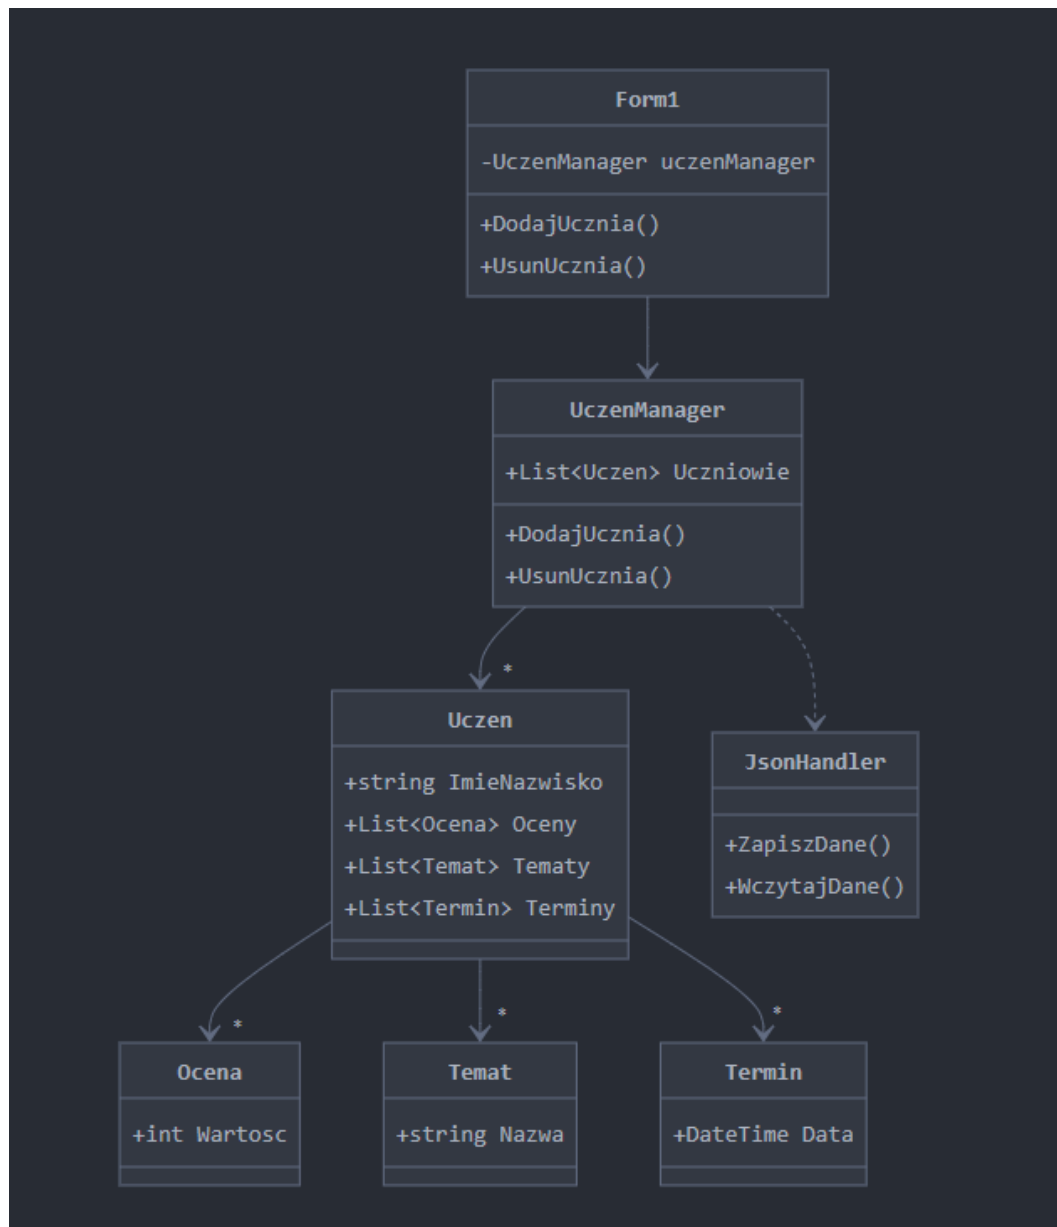 Form1
-UczenManager uczenManager
+DodajUcznia()
+UsunUcznia()
UczenManager
+List<Uczen> Uczniowie
+DodajUcznia()
+UsunUcznia()
*
Uczen
+string ImieNazwisko
+List<Ocena> Oceny
+List<Temat> Tematy
+List<Termin> Terminy
JsonHandler
+ZapiszDane()
+WczytajDane()
*
Ocena
+int Wartosc
*
Temat
+string Nazwa
*
Termin
+DateTime Data